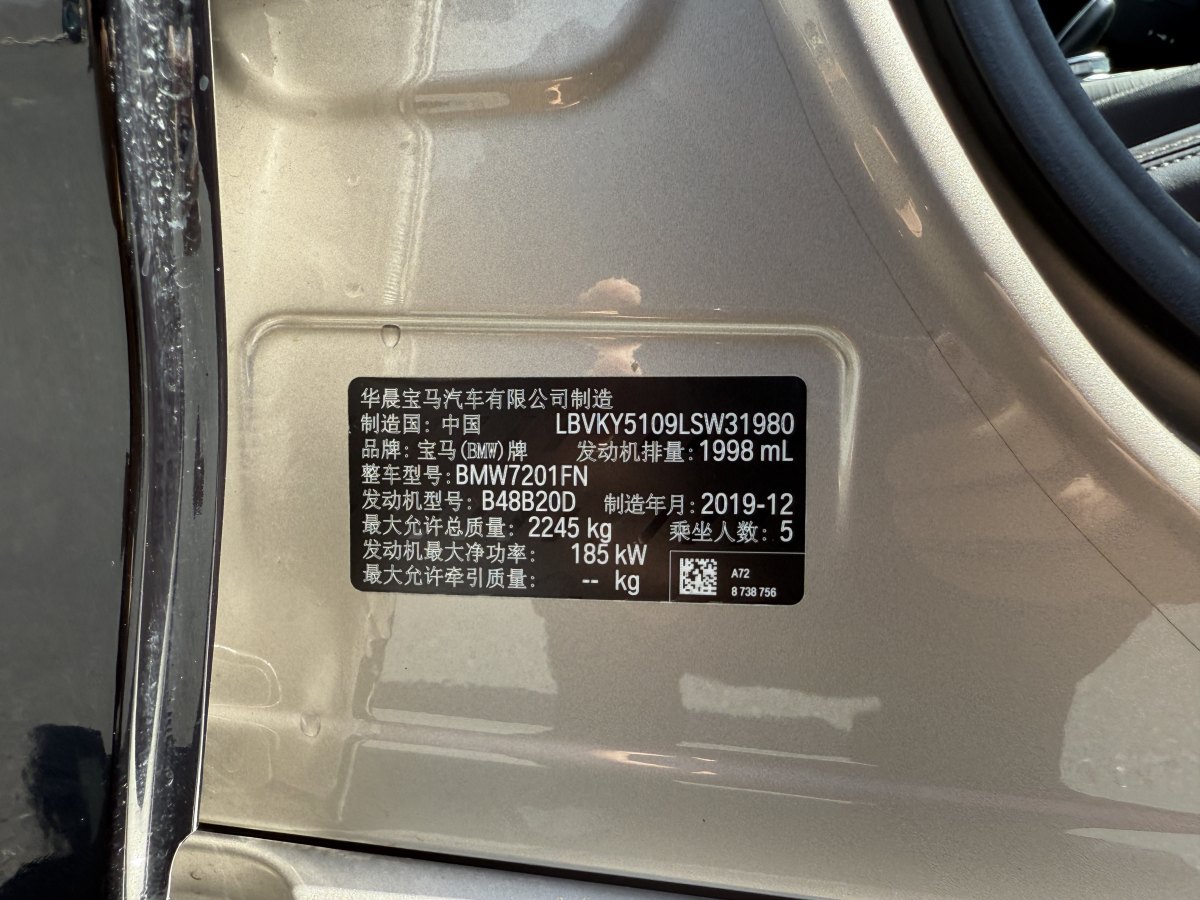 华晨宝马汽车有限公司制造
制造国：中国 LBVKY5109LSW31980
品牌：宝马(BMW)牌 发动机排量：1998 mL
整车型号：BMW7201FN
发动机型号：B48B20D 制造年月：2019-12
最大允许总质量：2245 kg 乘坐人数：5
发动机最大净功率：185 kW
最大允许牵引质量：-- kg
A72
8 738 756